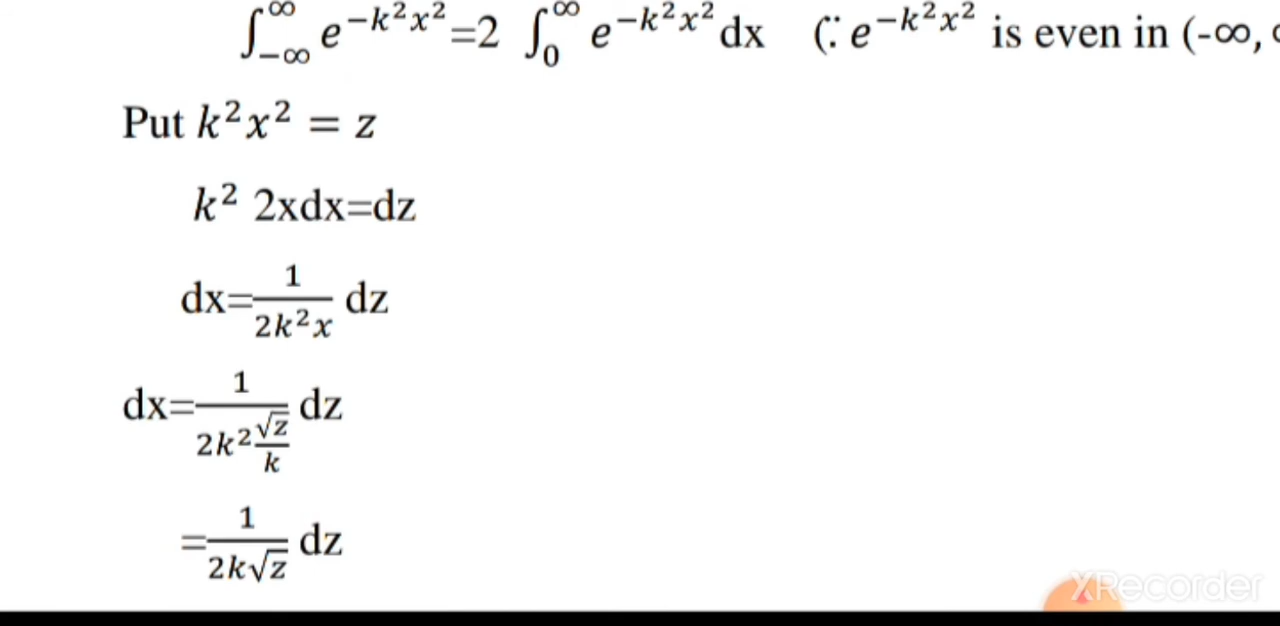 ∫₋∞^∞ e^{-k²x²}=2 ∫₀^∞ e^{-k²x²}dx (∵ e^{-k²x²} is even in (-∞,
Put k²x² = z
k² 2xdx=dz
dx=1/(2k²x) dz
dx=1/(2k² √z/k) dz
=1/(2k√z) dz
XRecorder